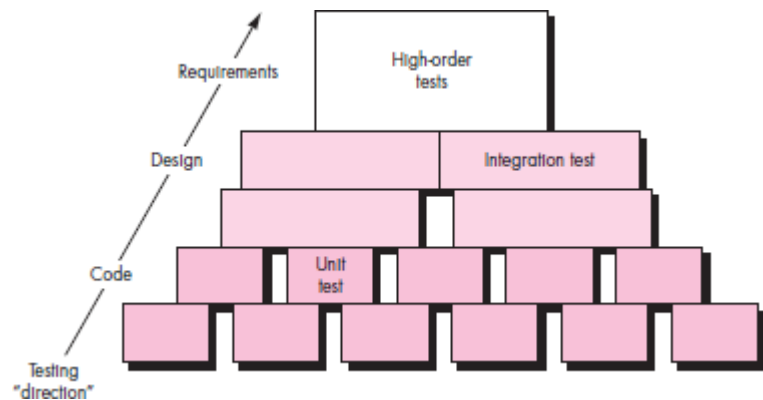 High-order
tests
Requirements
Design
Integration test
Code
Unit
test
Testing
"direction"